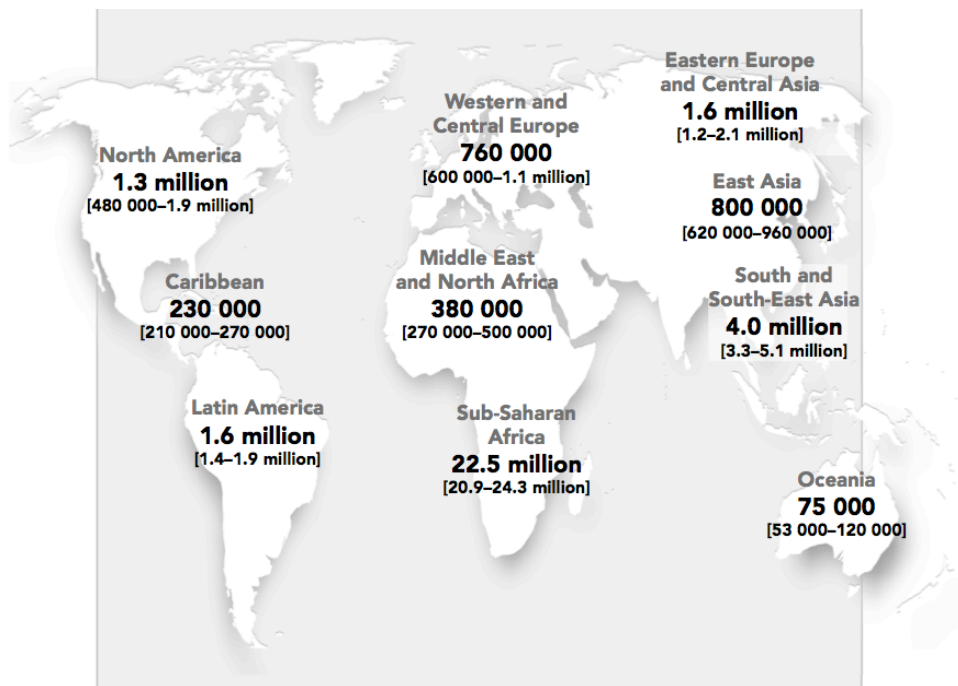 Eastern Europe
and Central Asia
1.6 million
[1.2–2.1 million]
Western and
Central Europe
760 000
[600 000–1.1 million]
North America
1.3 million
[480 000–1.9 million]
East Asia
800 000
[620 000–960 000]
Middle East
and North Africa
380 000
[270 000–500 000]
Caribbean
230 000
[210 000–270 000]
South and
South-East Asia
4.0 million
[3.3–5.1 million]
Latin America
1.6 million
[1.4–1.9 million]
Sub-Saharan
Africa
22.5 million
[20.9–24.3 million]
Oceania
75 000
[53 000–120 000]